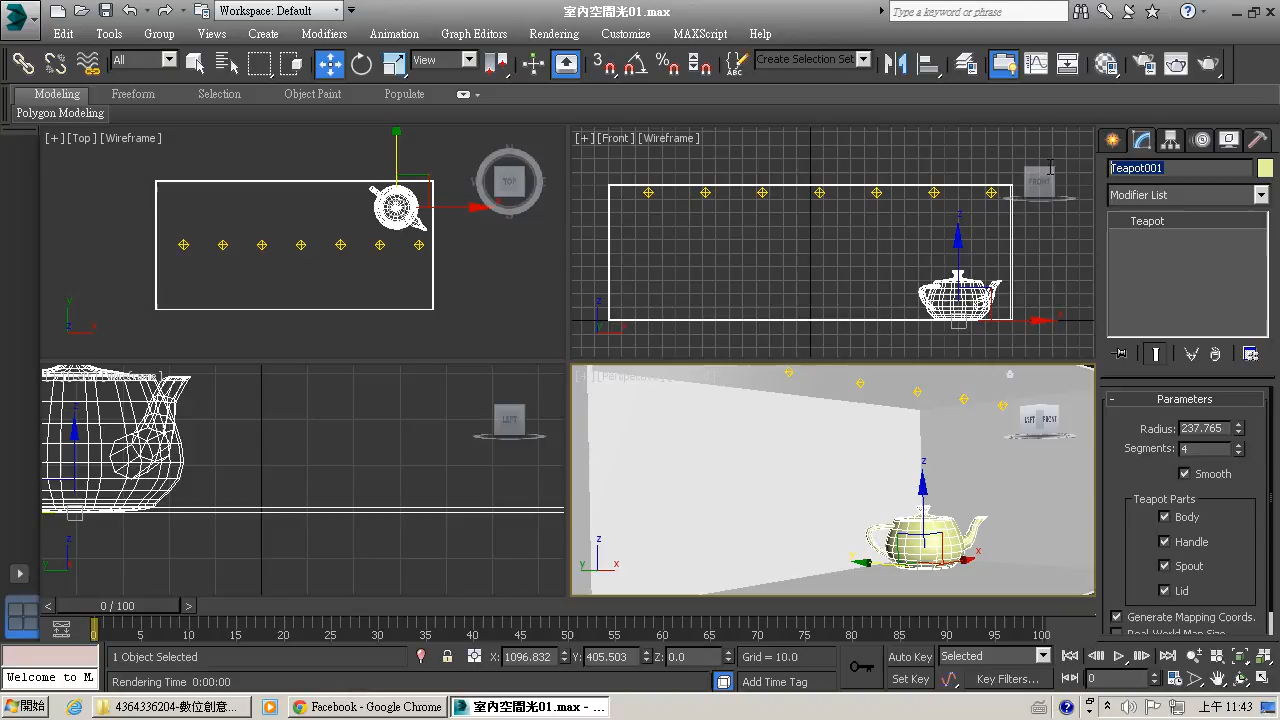 Workspace: Default
室內空間光01.max
Type a keyword or phrase
Edit Tools Group Views Create Modifiers Animation Graph Editors Rendering Customize MAXScript Help
All
View
Create Selection Set
Modeling Freeform Selection Object Paint Populate
Polygon Modeling
[+][Top][Wireframe]
TOP
[+][Front][Wireframe]
FRONT
Teapot001
Modifier List
Teapot
LEFT
LEFT FRONT
Parameters
Radius: 237.765
Segments: 4
Smooth
Teapot Parts
Body
Handle
Spout
Lid
Generate Mapping Coords.
Real-World Map Size
0 / 100
0 5 10 15 20 25 30 35 40 45 50 55 60 65 70 75 80 85 90 95 100
1 Object Selected
X: 1096.832 Y: 405.503 Z: 0.0
Grid = 10.0
Auto Key
Selected
Welcome to M
Rendering Time 0:00:00
Add Time Tag
Set Key
Key Filters...
0
開始
4364336204-數位創意...
Facebook - Google Chrome
室內空間光01.max - ...
上午 11:43